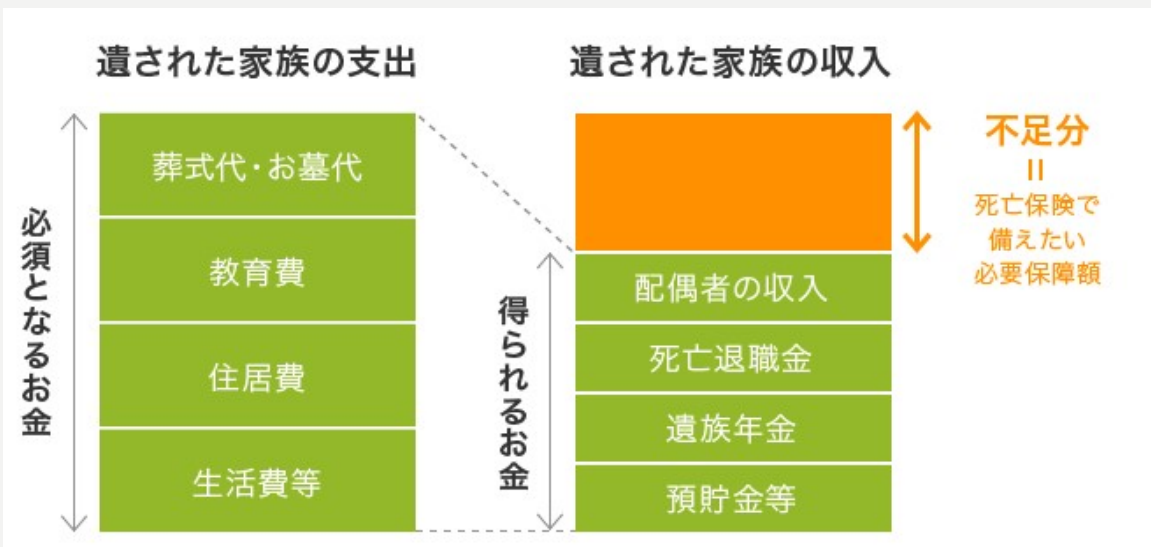 遺された家族の支出
必須となるお金
葬式代・お墓代
教育費
住居費
生活費等
遺された家族の収入
得られるお金
配偶者の収入
死亡退職金
遺族年金
預貯金等
不足分
=
死亡保険で
備えたい
必要保障額